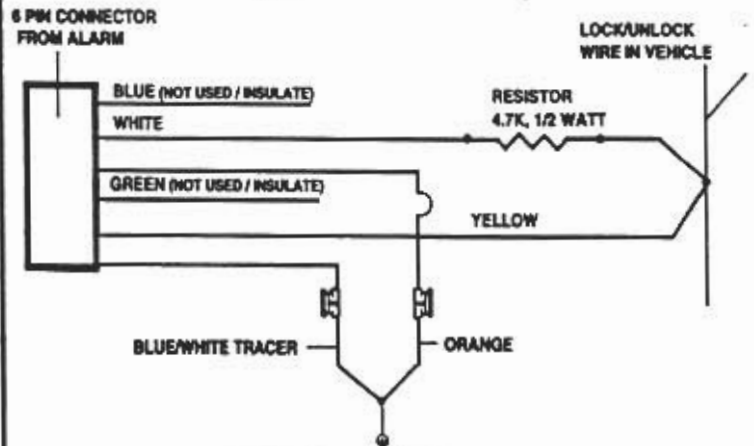 6 PIN CONNECTOR
FROM ALARM
LOCK/UNLOCK
WIRE IN VEHICLE
BLUE (NOT USED / INSULATE)
RESISTOR
4.7K, 1/2 WATT
WHITE
GREEN (NOT USED / INSULATE)
YELLOW
BLUE/WHITE TRACER
ORANGE